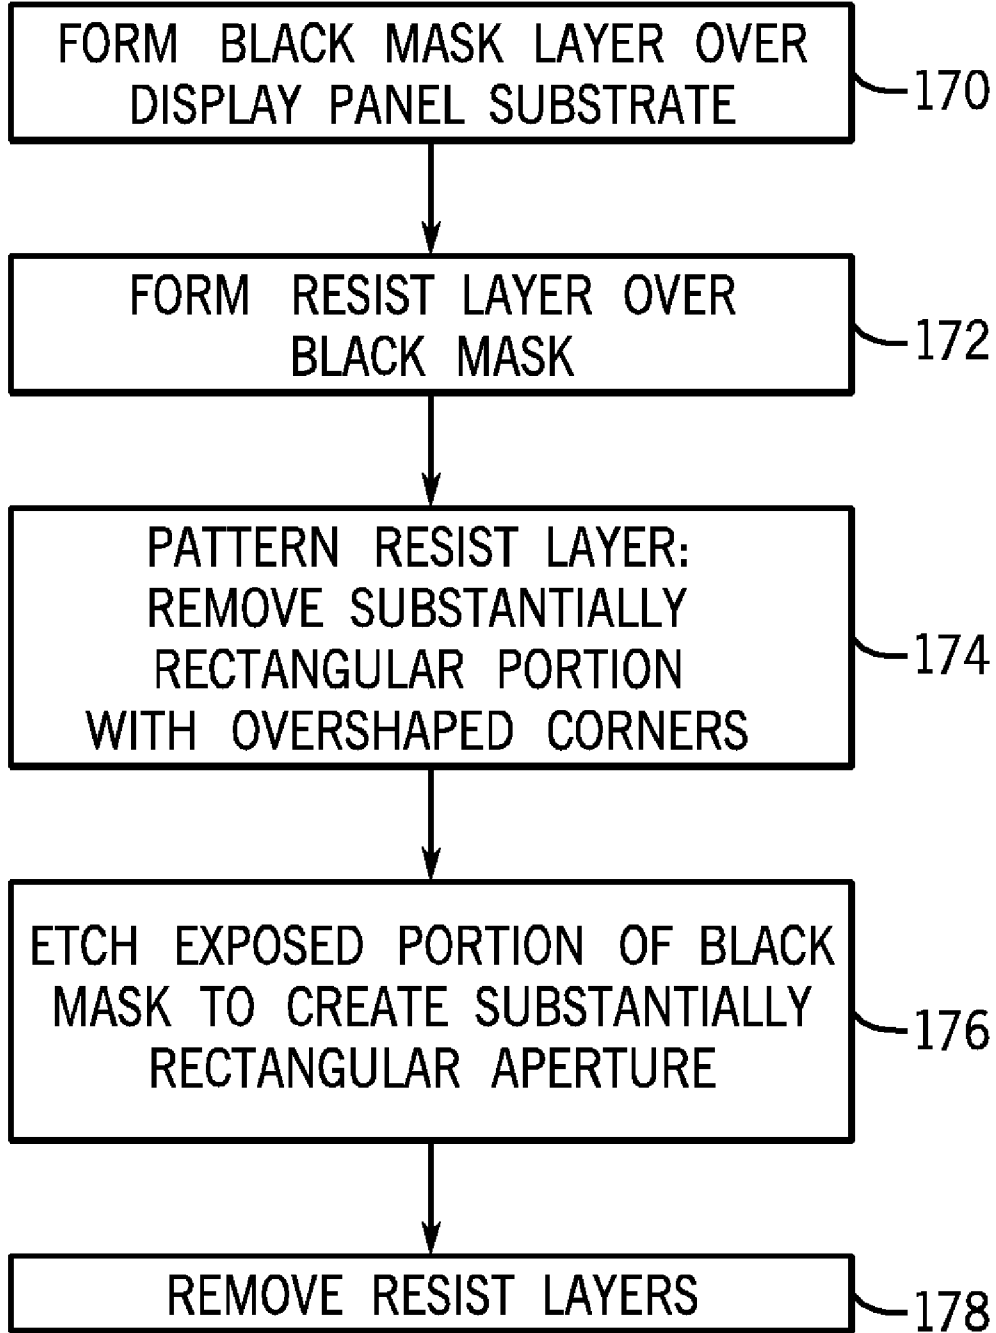 FORM BLACK MASK LAYER OVER
DISPLAY PANEL SUBSTRATE
170
FORM RESIST LAYER OVER
BLACK MASK
172
PATTERN RESIST LAYER:
REMOVE SUBSTANTIALLY
RECTANGULAR PORTION
WITH OVERSHAPED CORNERS
174
ETCH EXPOSED PORTION OF BLACK
MASK TO CREATE SUBSTANTIALLY
RECTANGULAR APERTURE
176
REMOVE RESIST LAYERS
178